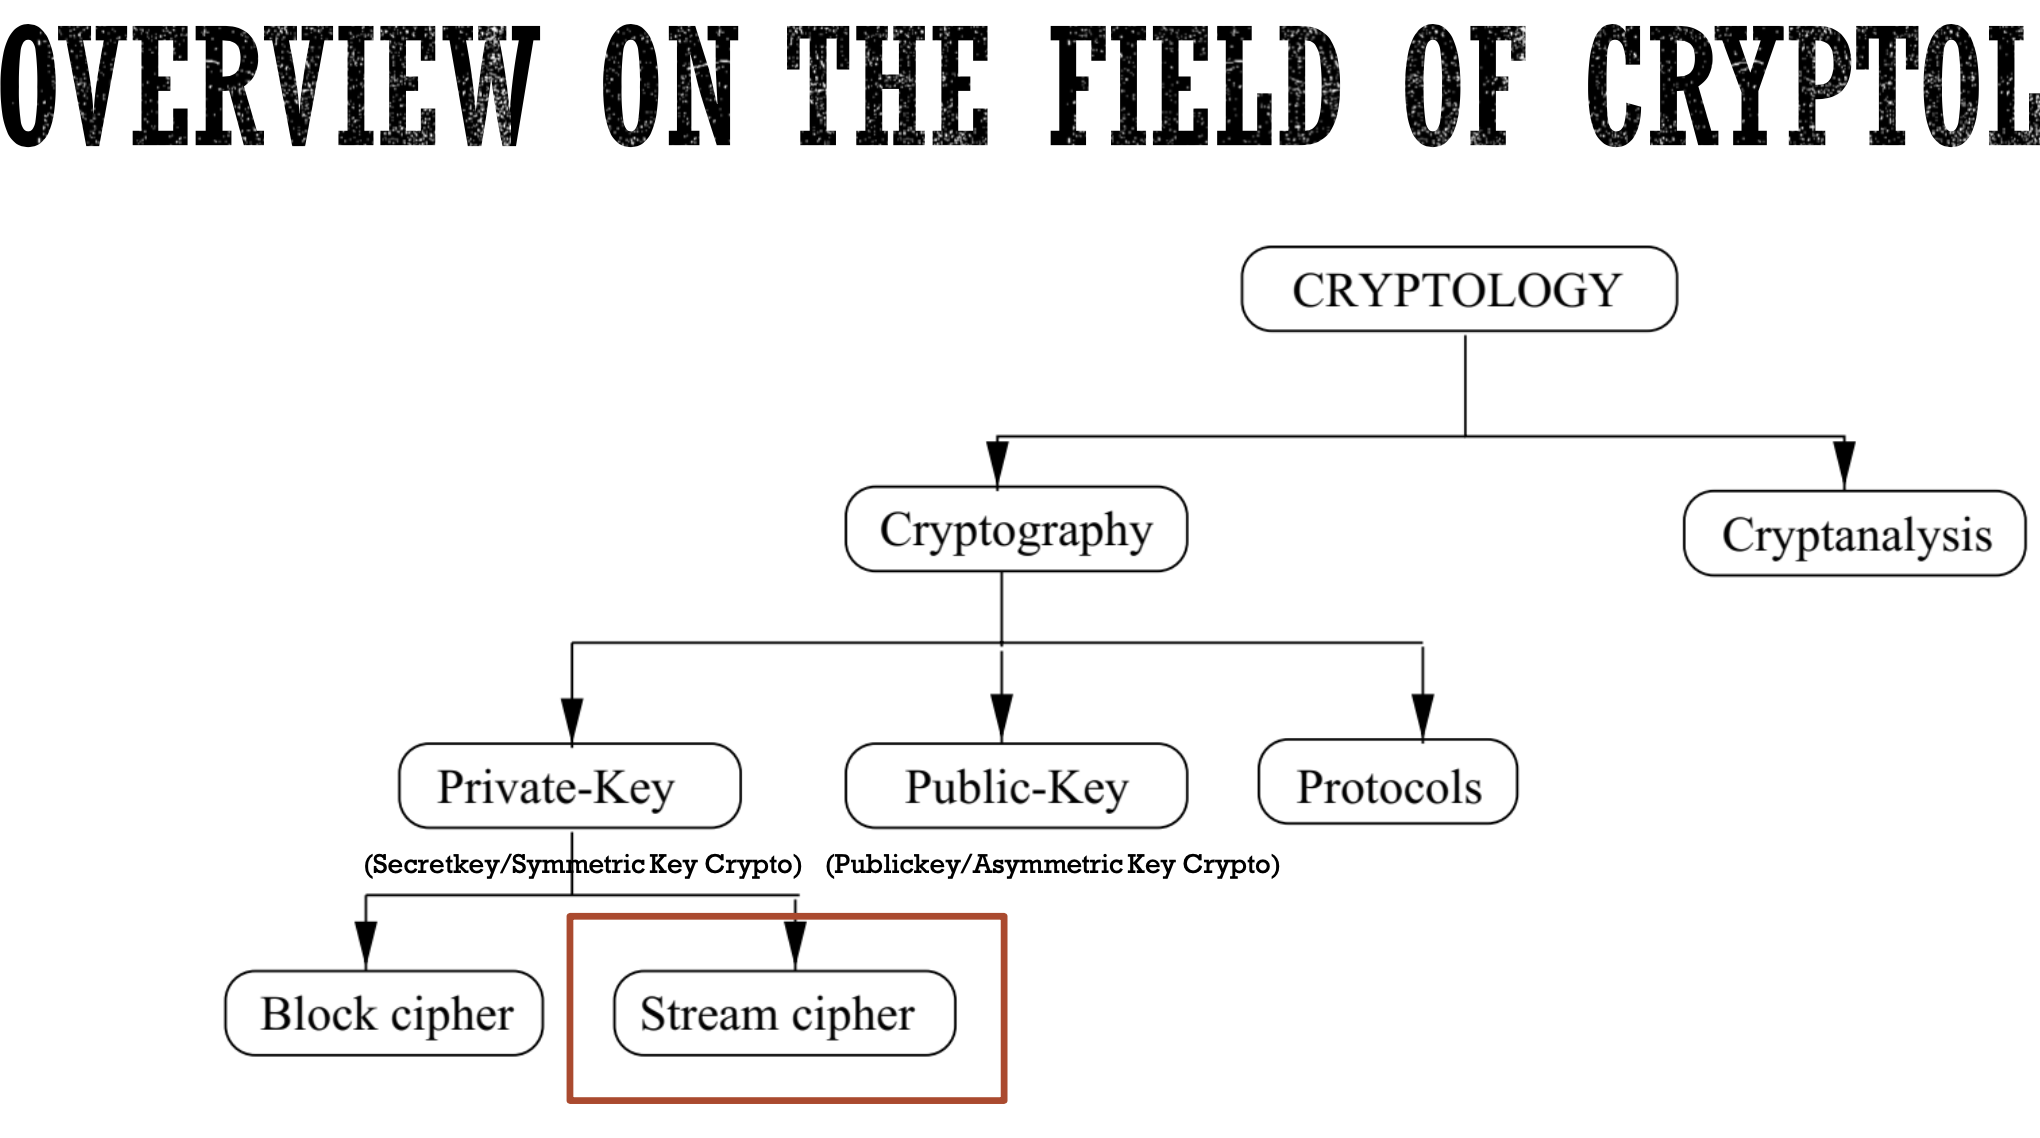 OVERVIEW ON THE FIELD OF CRYPTOL
CRYPTOLOGY
Cryptography
Cryptanalysis
Private-Key
Public-Key
Protocols
(Secretkey/Symmetric Key Crypto)
(Publickey/Asymmetric Key Crypto)
Block cipher
Stream cipher